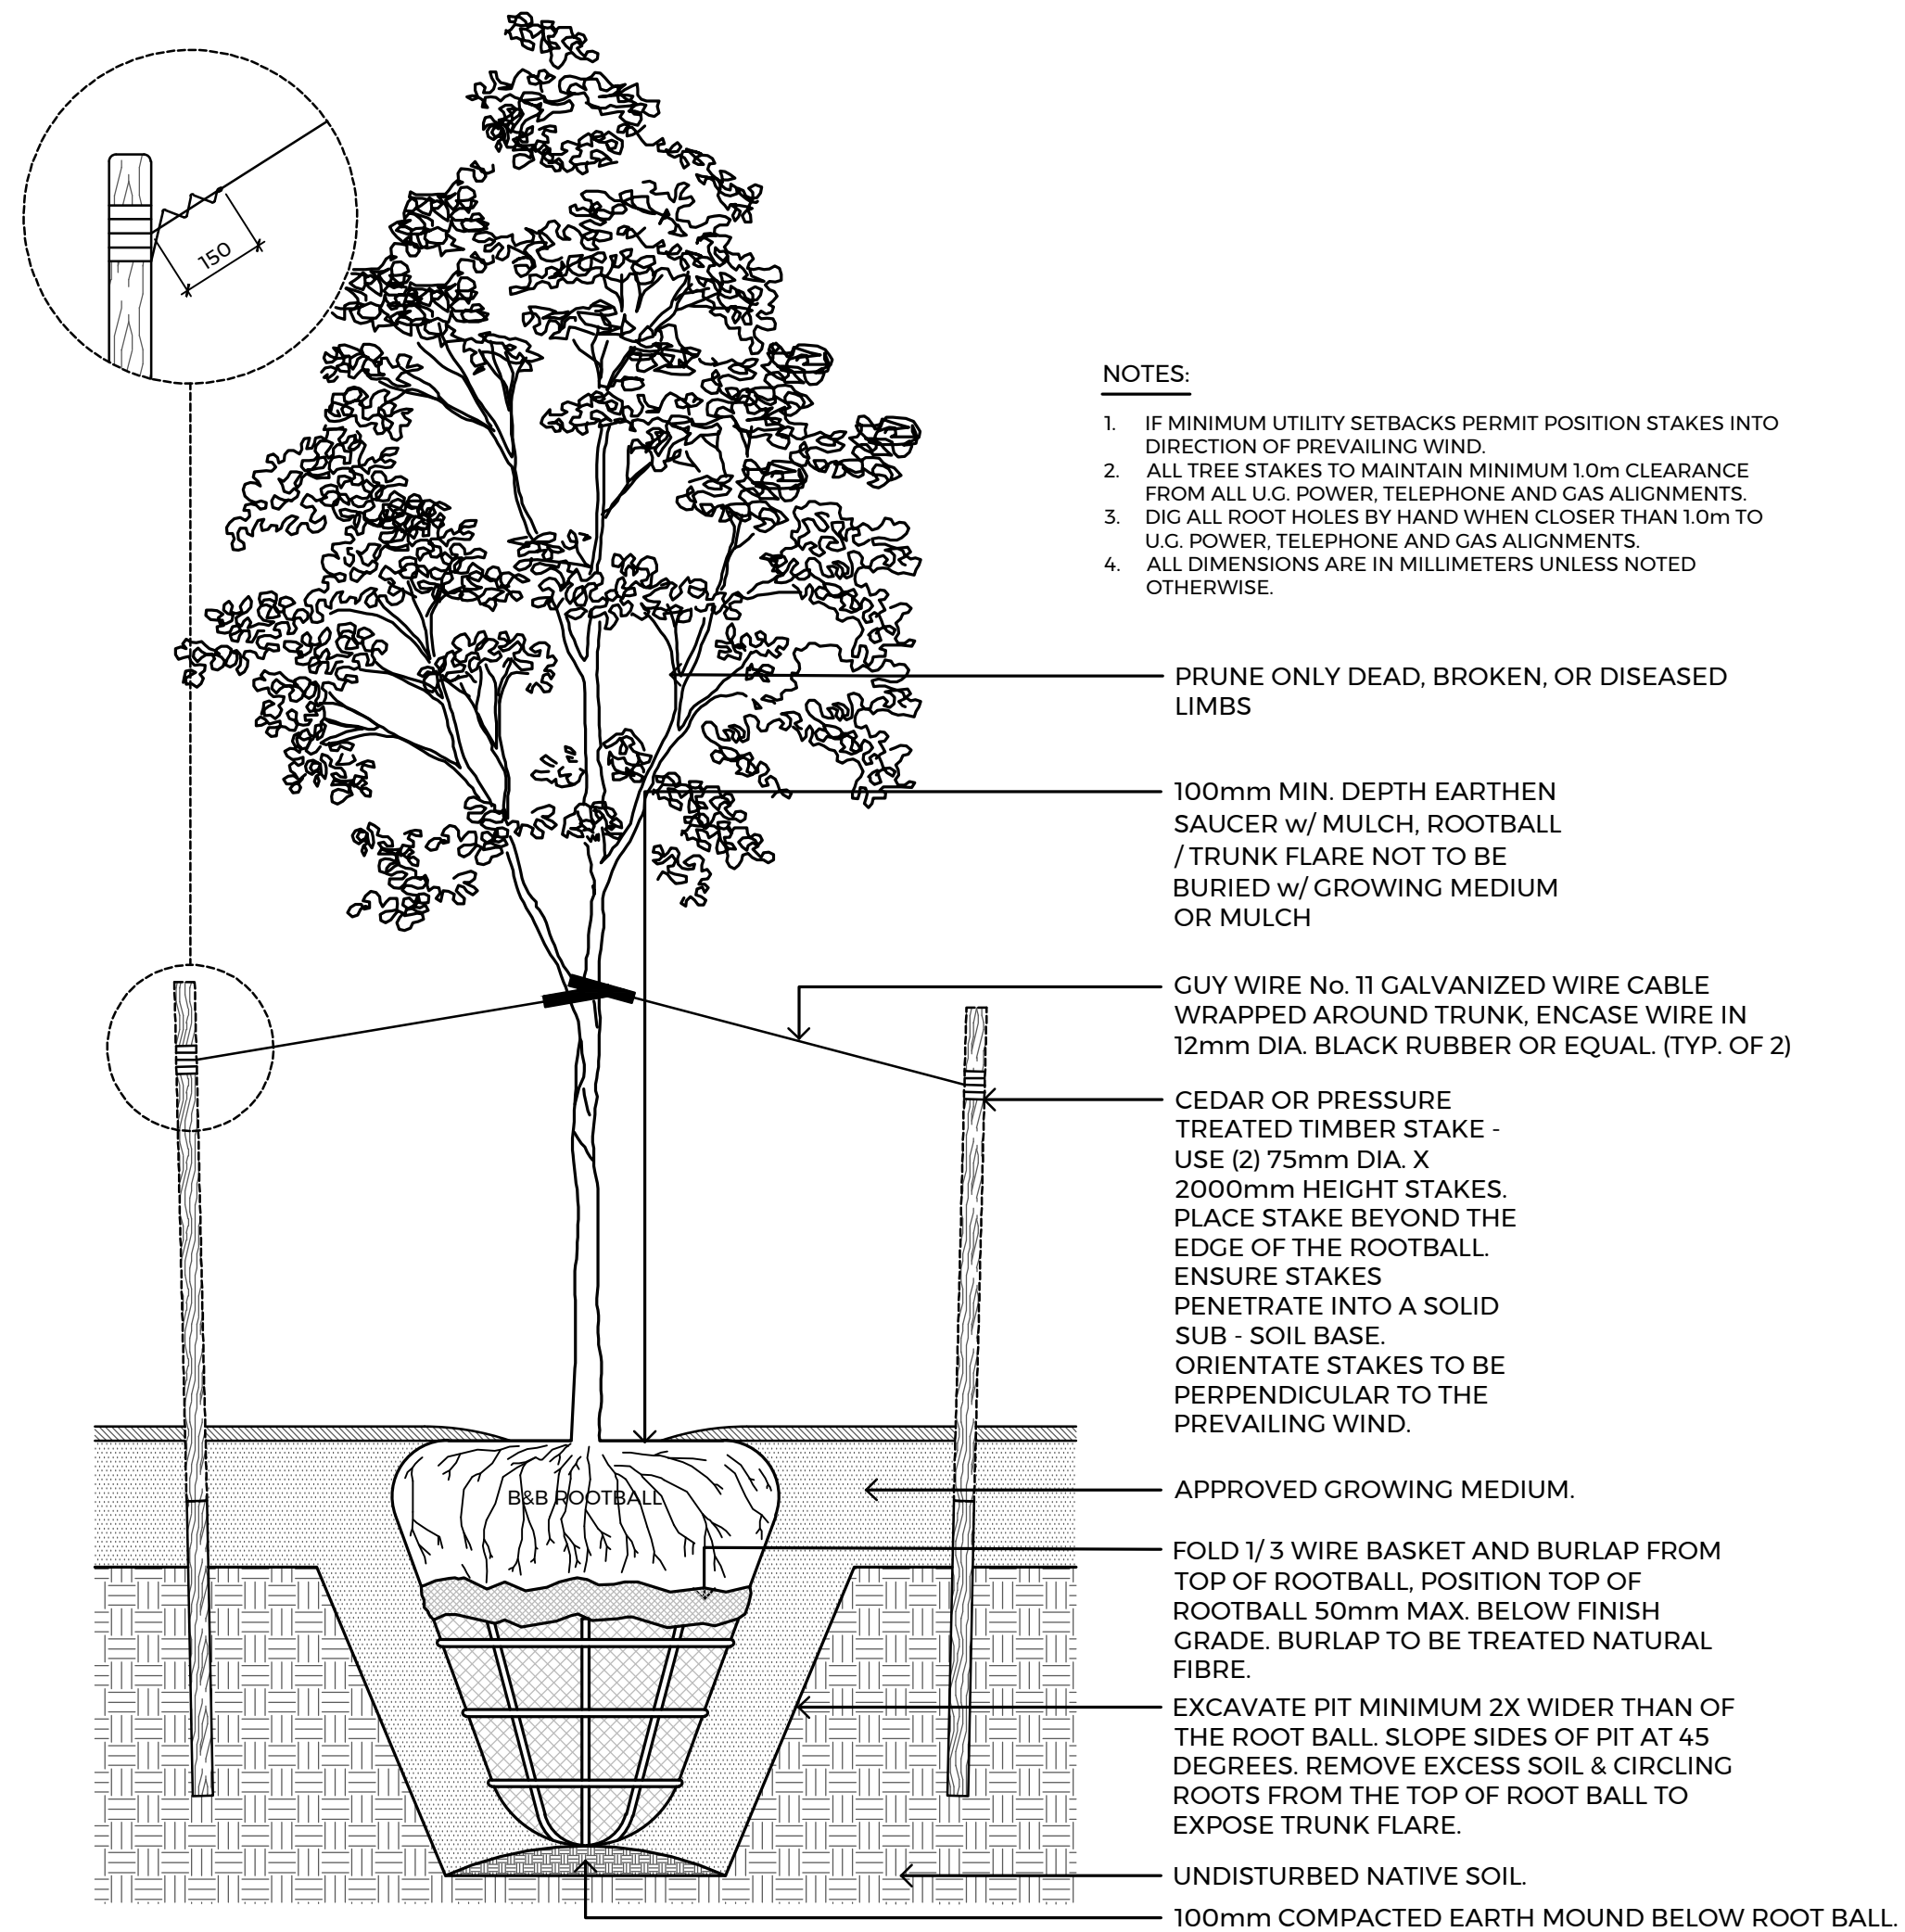 150
NOTES:
1. IF MINIMUM UTILITY SETBACKS PERMIT POSITION STAKES INTO
DIRECTION OF PREVAILING WIND.
2. ALL TREE STAKES TO MAINTAIN MINIMUM 1.0m CLEARANCE
FROM ALL U.G. POWER, TELEPHONE AND GAS ALIGNMENTS.
3. DIG ALL ROOT HOLES BY HAND WHEN CLOSER THAN 1.0m TO
U.G. POWER, TELEPHONE AND GAS ALIGNMENTS.
4. ALL DIMENSIONS ARE IN MILLIMETERS UNLESS NOTED
OTHERWISE.
PRUNE ONLY DEAD, BROKEN, OR DISEASED
LIMBS
100mm MIN. DEPTH EARTHEN
SAUCER w/ MULCH, ROOTBALL
/ TRUNK FLARE NOT TO BE
BURIED w/ GROWING MEDIUM
OR MULCH
GUY WIRE No. 11 GALVANIZED WIRE CABLE
WRAPPED AROUND TRUNK, ENCASE WIRE IN
12mm DIA. BLACK RUBBER OR EQUAL. (TYP. OF 2)
CEDAR OR PRESSURE
TREATED TIMBER STAKE -
USE (2) 75mm DIA. X
2000mm HEIGHT STAKES.
PLACE STAKE BEYOND THE
EDGE OF THE ROOTBALL.
ENSURE STAKES
PENETRATE INTO A SOLID
SUB - SOIL BASE.
ORIENTATE STAKES TO BE
PERPENDICULAR TO THE
PREVAILING WIND.
APPROVED GROWING MEDIUM.
B&B ROOTBALL
FOLD 1/ 3 WIRE BASKET AND BURLAP FROM
TOP OF ROOTBALL, POSITION TOP OF
ROOTBALL 50mm MAX. BELOW FINISH
GRADE. BURLAP TO BE TREATED NATURAL
FIBRE.
EXCAVATE PIT MINIMUM 2X WIDER THAN OF
THE ROOT BALL. SLOPE SIDES OF PIT AT 45
DEGREES. REMOVE EXCESS SOIL & CIRCLING
ROOTS FROM THE TOP OF ROOT BALL TO
EXPOSE TRUNK FLARE.
UNDISTURBED NATIVE SOIL.
100mm COMPACTED EARTH MOUND BELOW ROOT BALL.